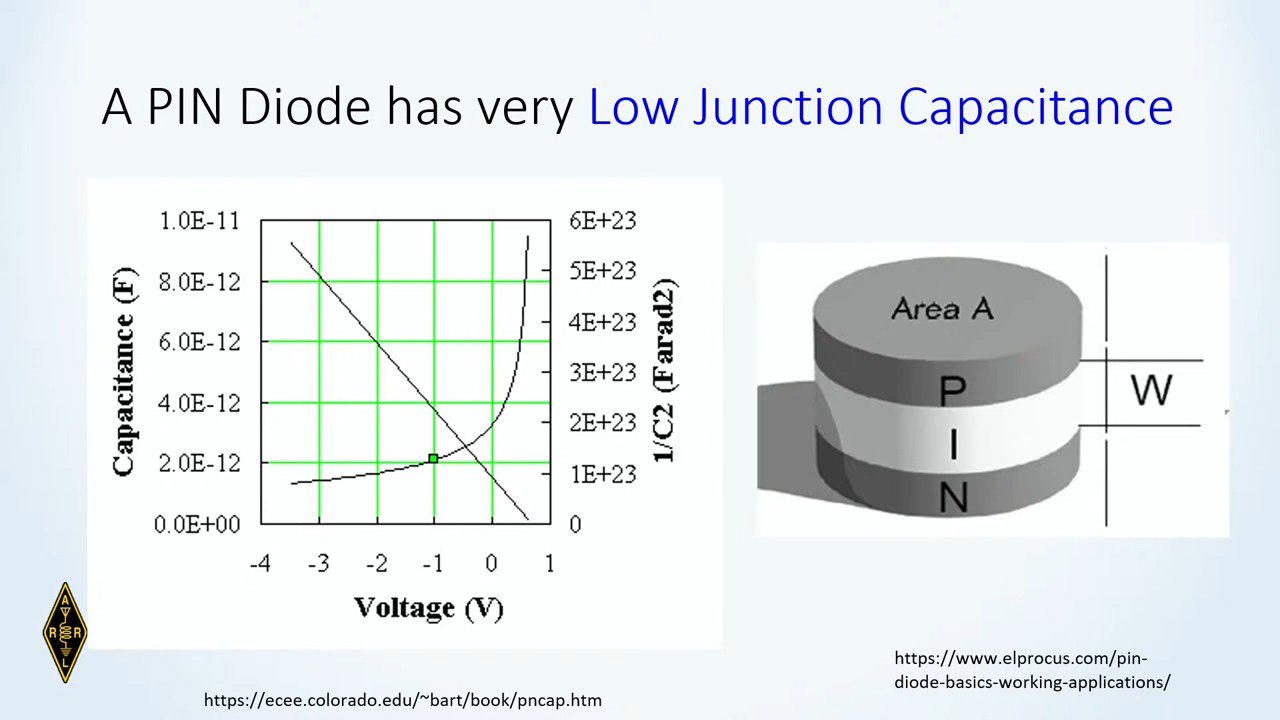 A PIN Diode has very Low Junction Capacitance
1.0E-11
8.0E-12
6.0E-12
4.0E-12
2.0E-12
0.0E+00
Capacitance (F)
6E+23
5E+23
4E+23
3E+23
2E+23
1E+23
0
1/C2 (Farad2)
-4 -3 -2 -1 0 1
Voltage (V)
Area A
P
I
N
W
A
R R
L
https://www.elprocus.com/pin-
diode-basics-working-applications/
https://ecee.colorado.edu/~bart/book/pncap.htm